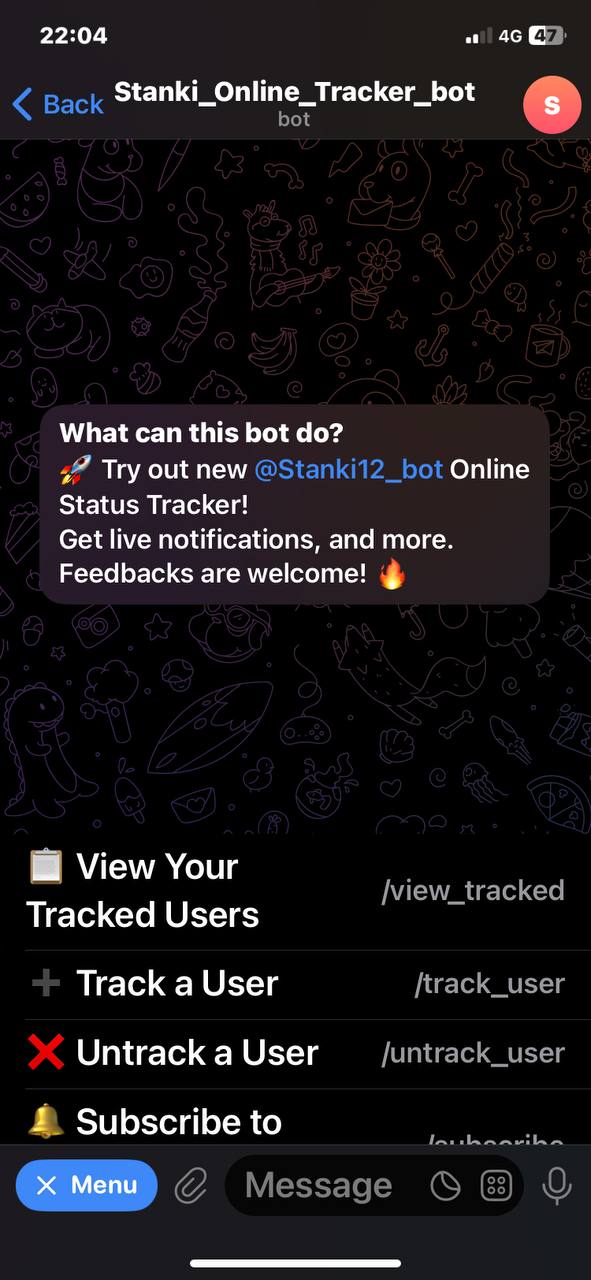 22:04
4G 47
Back
Stanki_Online_Tracker_bot
bot
S
What can this bot do?
🚀 Try out new @Stanki12_bot Online
Status Tracker!
Get live notifications, and more.
Feedbacks are welcome! 🔥
📋 View Your
Tracked Users
/view_tracked
➕ Track a User
/track_user
❌ Untrack a User
/untrack_user
🔔 Subscribe to
/subscribe
Menu
Message